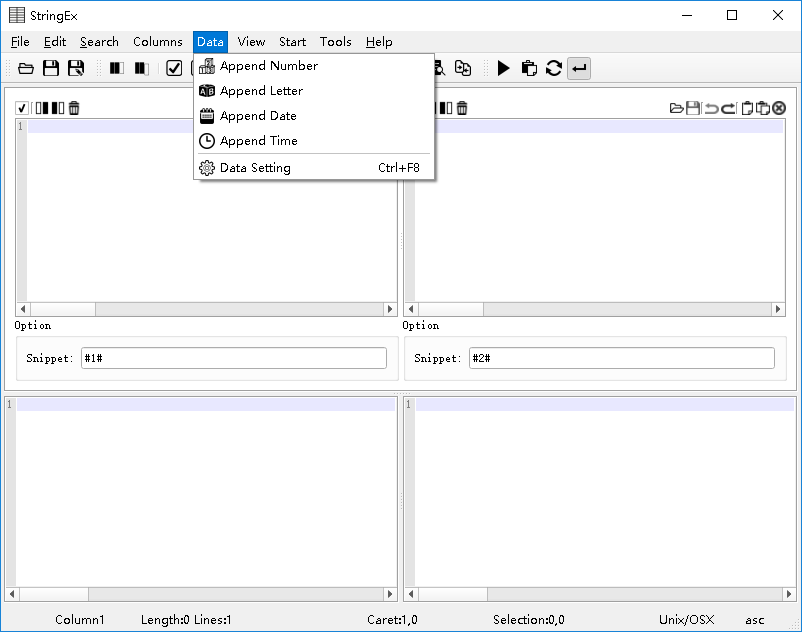 StringEx
File Edit Search Columns Data View Start Tools Help
Append Number
Append Letter
Append Date
Append Time
Data Setting Ctrl+F8
1
Option Option
Snippet: #1# Snippet: #2#
1 1
Column1 Length:0 Lines:1 Caret:1,0 Selection:0,0 Unix/OSX asc